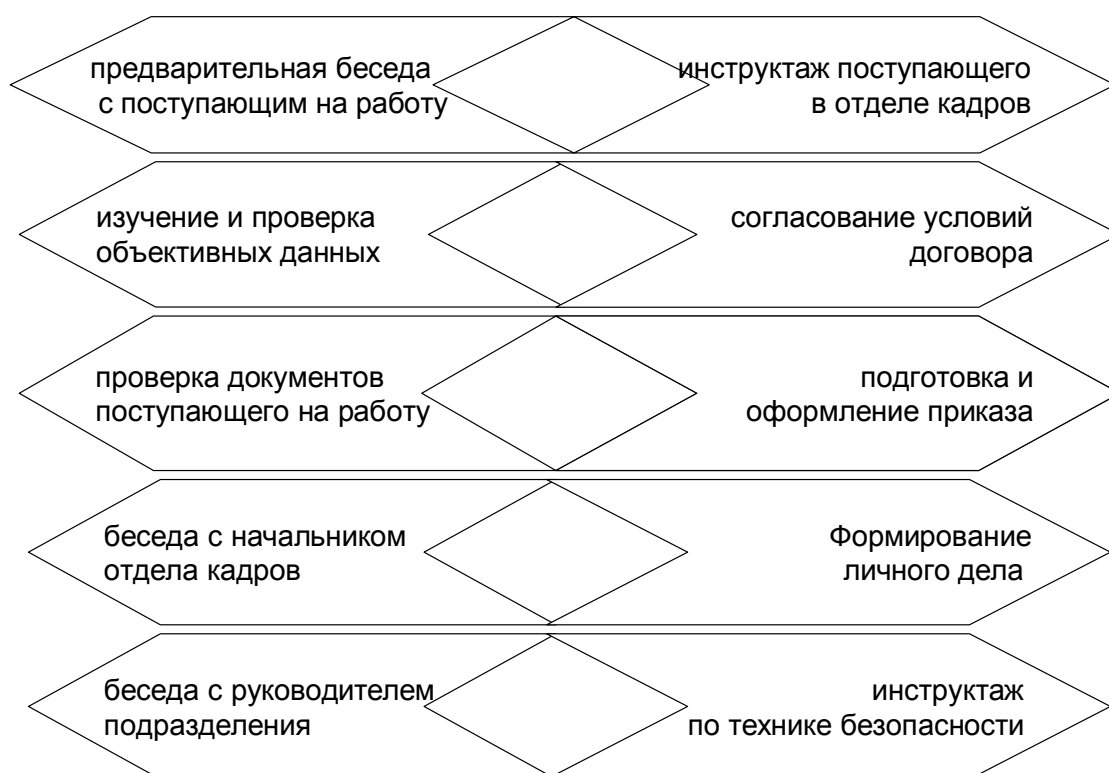 предварительная беседа
с поступающим на работу
инструктаж поступающего
в отделе кадров
изучение и проверка
объективных данных
согласование условий
договора
проверка документов
поступающего на работу
подготовка и
оформление приказа
беседа с начальником
отдела кадров
Формирование
личного дела
беседа с руководителем
подразделения
инструктаж
по технике безопасности